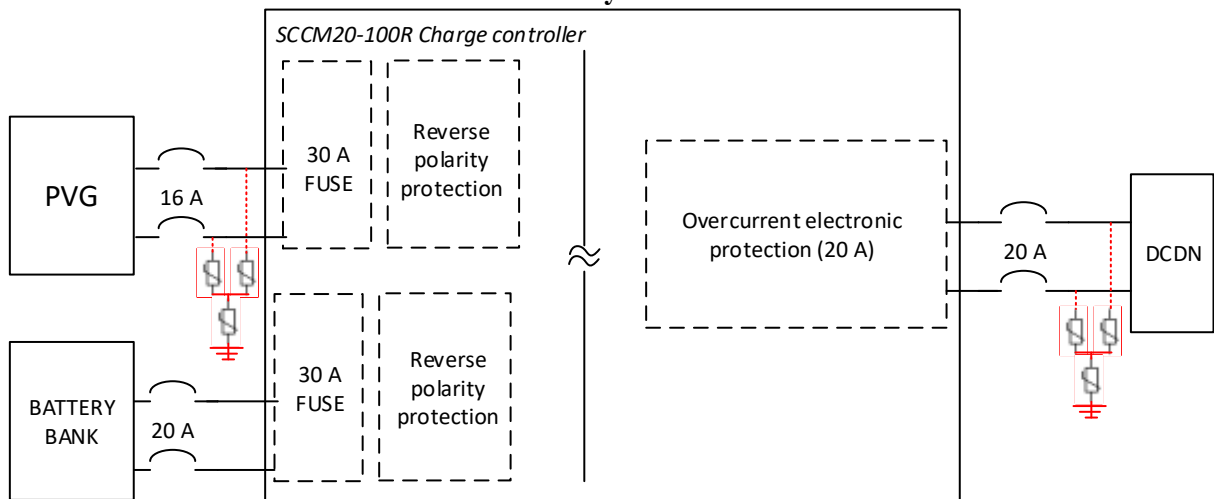 SCCM20-100R Charge controller
PVG
16 A
30 A
FUSE
Reverse
polarity
protection
Overcurrent electronic
protection (20 A)
20 A
DCDN
BATTERY
BANK
20 A
30 A
FUSE
Reverse
polarity
protection